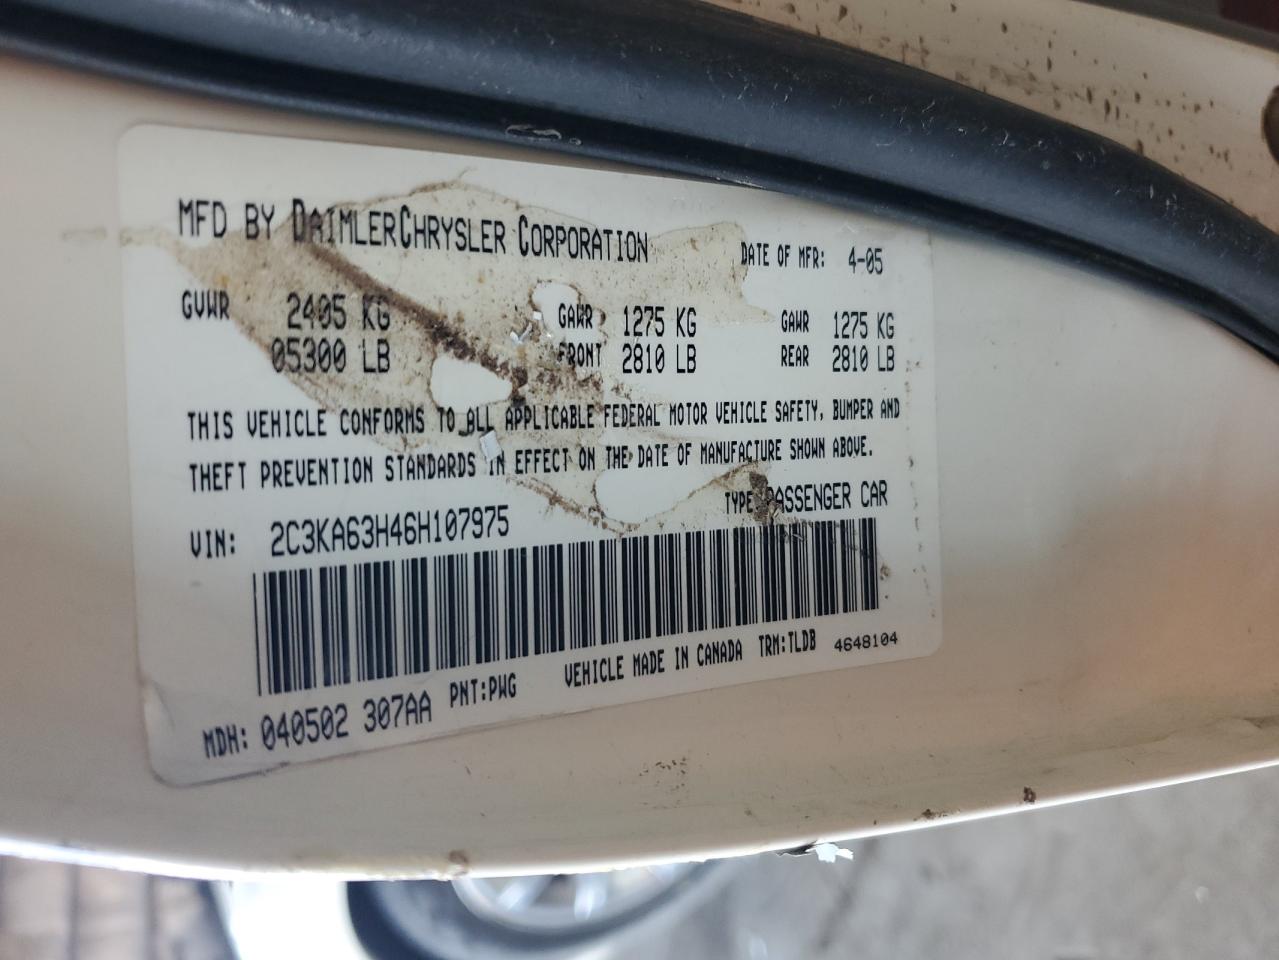 MFD BY DAIMLERCHRYSLER CORPORATION DATE OF MFR: 4-05
GVWR 2405 KG GAWR 1275 KG GAWR 1275 KG
05300 LB FRONT 2810 LB REAR 2810 LB
THIS VEHICLE CONFORMS TO ALL APPLICABLE FEDERAL MOTOR VEHICLE SAFETY, BUMPER AND
THEFT PREVENTION STANDARDS IN EFFECT ON THE DATE OF MANUFACTURE SHOWN ABOVE.
VIN: 2C3KA63H46H107975 TYPE PASSENGER CAR
MDH: 040502 307AA PNT:PWG VEHICLE MADE IN CANADA TRM:TLDB 4648104